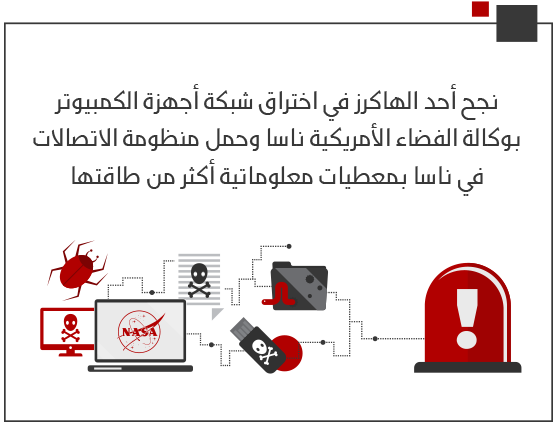 نجح أحد الهاكرز في اختراق شبكة أجهزة الكمبيوتر
بوكالة الفضاء الأمريكية ناسا وحمل منظومة الاتصالات
في ناسا بمعطيات معلوماتية أكثر من طاقتها
NASA